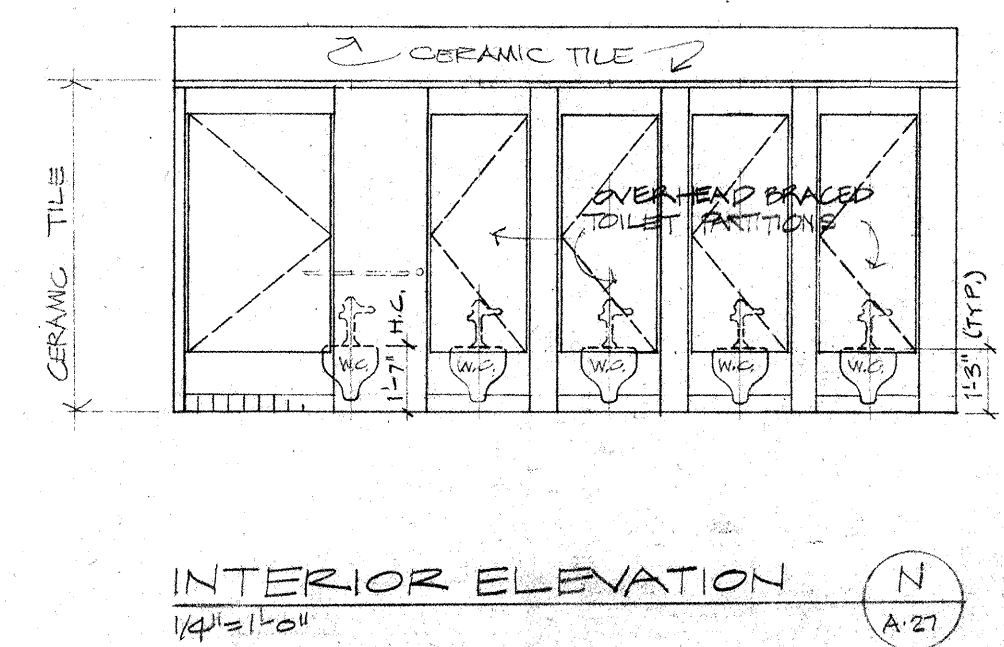 CERAMIC TILE
CERAMIC TILE
OVERHEAD BRACED
TOILET PARTITIONS
1'-7" H.C.
1'-3" (TYP.)
W.C.
W.C.
W.C.
W.C.
W.C.
INTERIOR ELEVATION
1/4"=1'-0"
N
A.27